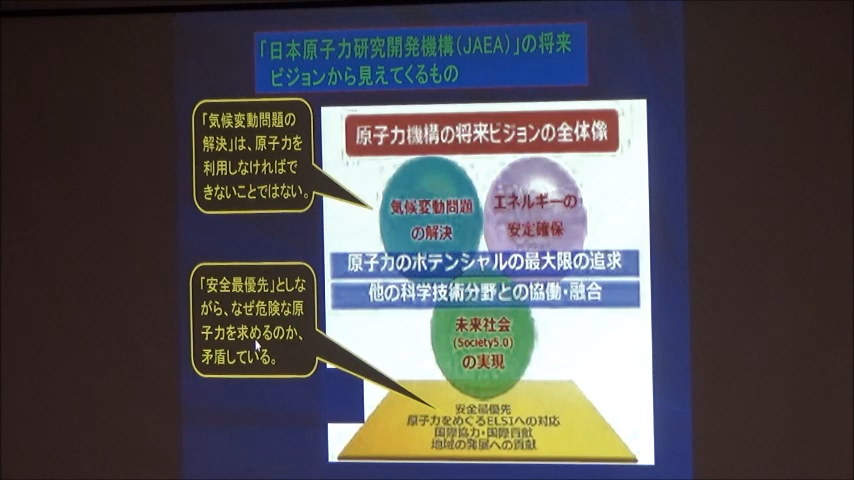 「日本原子力研究開発機構（JAEA）」の将来
ビジョンから見えてくるもの
「気候変動問題の
解決」は、原子力を
利用しなければで
きないことではない。
原子力機構の将来ビジョンの全体像
気候変動問題
の解決
エネルギーの
安定確保
原子力のポテンシャルの最大限の追求
他の科学技術分野との協働・融合
「安全最優先」としな
がら、なぜ危険な原
子力を求めるのか、
矛盾している。
未来社会
(Society5.0)
の実現
安全最優先
原子力をめぐるELSIへの対応
国際協力・国際貢献
地域の発展への貢献